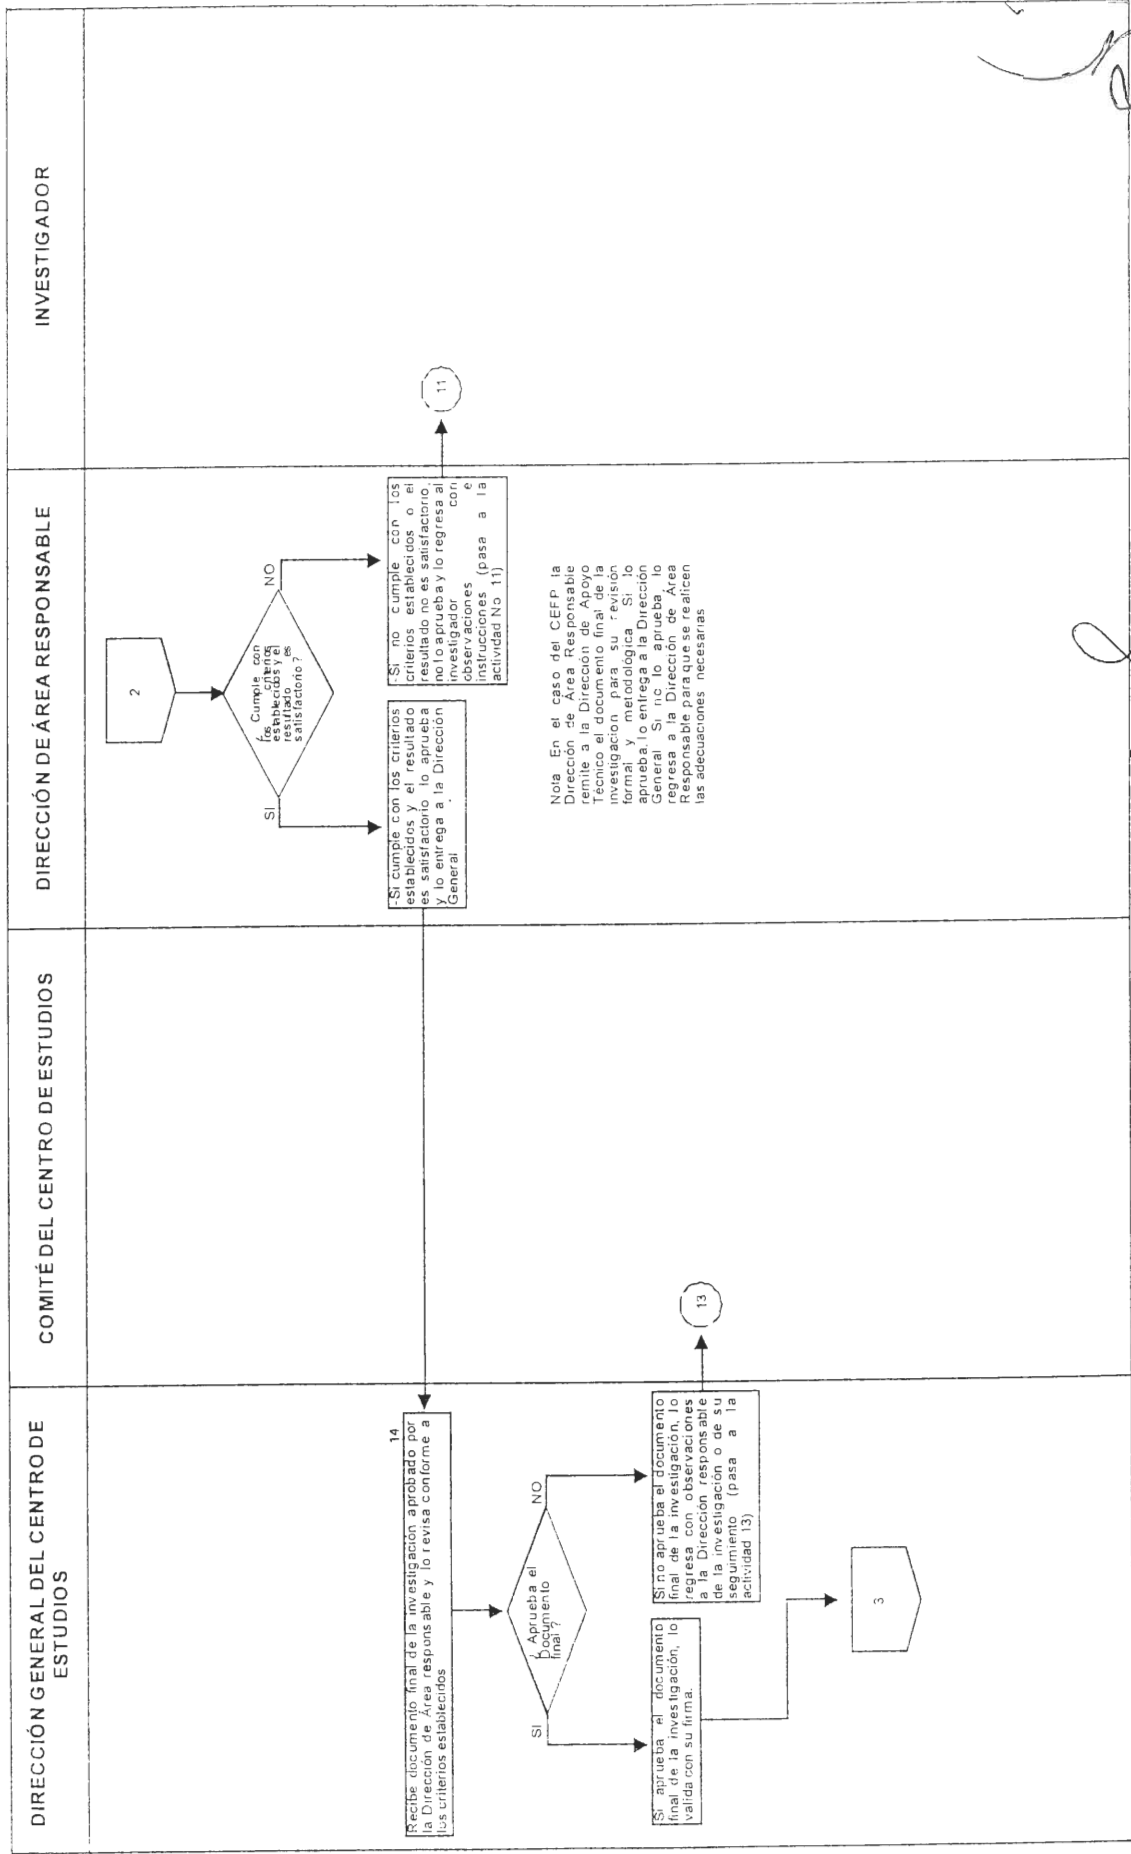 DIRECCIÓN GENERAL DEL CENTRO DE
ESTUDIOS
COMITÉ DEL CENTRO DE ESTUDIOS
DIRECCIÓN DE ÁREA RESPONSABLE
INVESTIGADOR
2
¿Cumple con
los criterios
establecidos y el
resultado es
satisfactorio?
SI
NO
-Si cumple con los criterios
establecidos y el resultado
es satisfactorio lo aprueba
y lo entrega a la Dirección
General
-Si no cumple con los
criterios establecidos o el
resultado no es satisfactorio,
no lo aprueba y lo regresa al
investigador con
observaciones e
instrucciones (pasa a la
actividad No 11)
11
Nota En el caso del CEFP la
Dirección de Área Responsable
remite a la Dirección de Apoyo
Técnico el documento final de la
investigación para su revisión
formal y metodológica Si lo
aprueba, lo entrega a la Dirección
General Si no lo aprueba, lo
regresa a la Dirección de Área
Responsable para que se realicen
las adecuaciones necesarias
14
Recibe documento final de la investigación aprobado por
la Dirección de Área responsable y lo revisa conforme a
los criterios establecidos
¿Aprueba el
Documento
final?
SI
NO
Si aprueba el documento
final de la investigación, lo
valida con su firma.
Si no aprueba el documento
final de la investigación, lo
regresa con observaciones
a la Dirección responsable
de la investigación o de su
seguimiento (pasa a la
actividad 13)
13
3